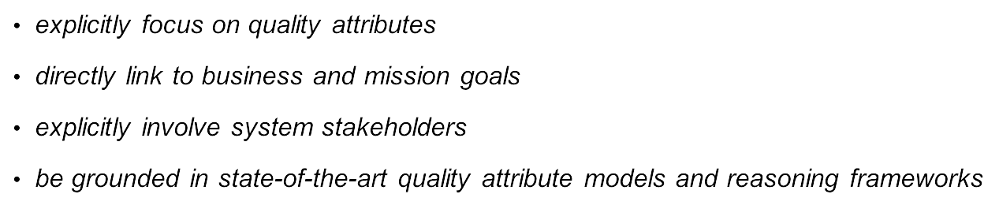 • explicitly focus on quality attributes
• directly link to business and mission goals
• explicitly involve system stakeholders
• be grounded in state-of-the-art quality attribute models and reasoning frameworks